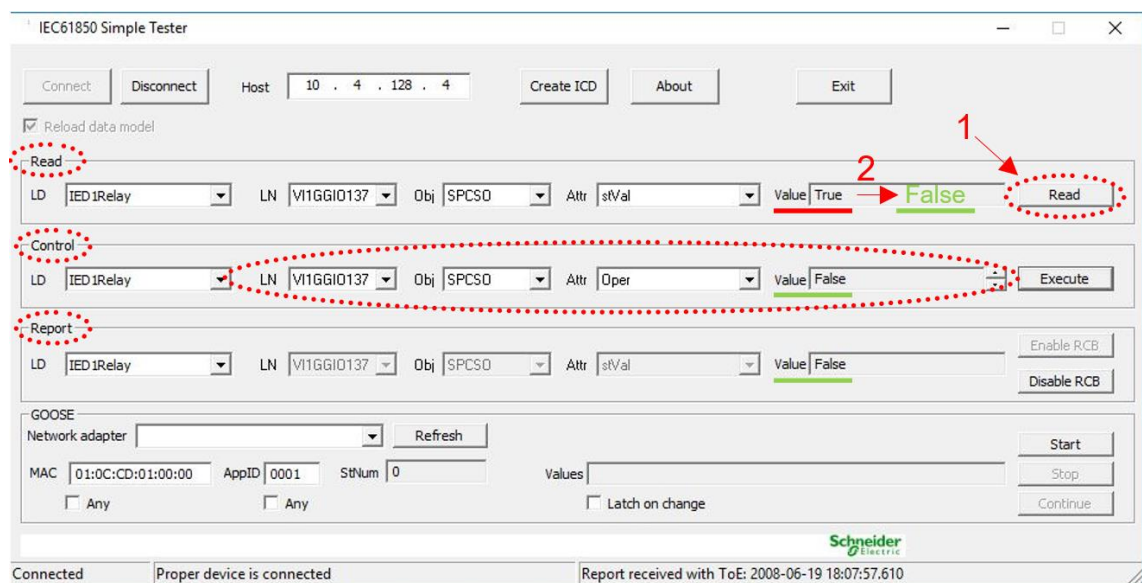 IEC61850 Simple Tester
Connect Disconnect Host 10 . 4 . 128 . 4 Create ICD About Exit
Reload data model
1
Read
2
LD IED1Relay LN VI1GGIO137 Obj SPCSO Attr stVal Value True False Read
Control
LD IED1Relay LN VI1GGIO137 Obj SPCSO Attr Oper Value False Execute
Report
Enable RCB
LD IED1Relay LN VI1GGIO137 Obj SPCSO Attr stVal Value False
Disable RCB
GOOSE
Network adapter Refresh
Start
MAC 01:0C:CD:01:00:00 AppID 0001 StNum 0 Values Stop
Any Any Latch on change Continue
Schneider
Electric
Connected Proper device is connected Report received with ToE: 2008-06-19 18:07:57.610